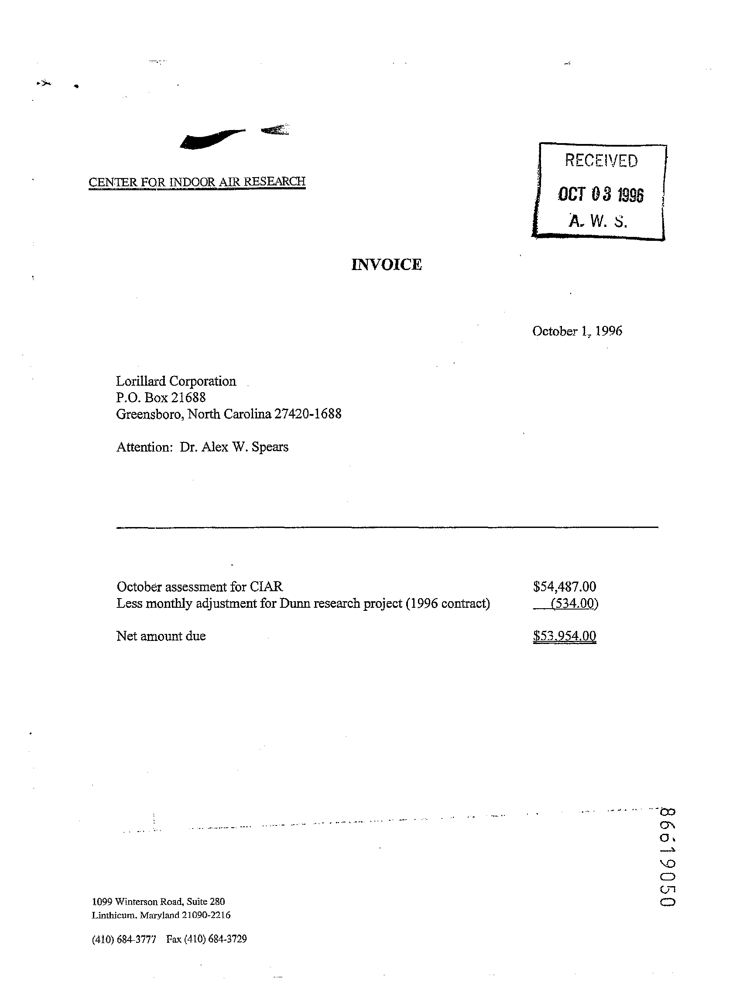 CENTER FOR INDOOR AIR RESEARCH
RECEIVED
OCT 03 1996
A. W. S.
INVOICE
October 1, 1996
Lorillard Corporation
P.O. Box 21688
Greensboro, North Carolina 27420-1688
Attention: Dr. Alex W. Spears
October assessment for CIAR $54,487.00
Less monthly adjustment for Dunn research project (1996 contract) (534.00)
Net amount due $53,954.00
86619050
1099 Winterson Road, Suite 280
Linthicum, Maryland 21090-2216
(410) 684-3777 Fax (410) 684-3729